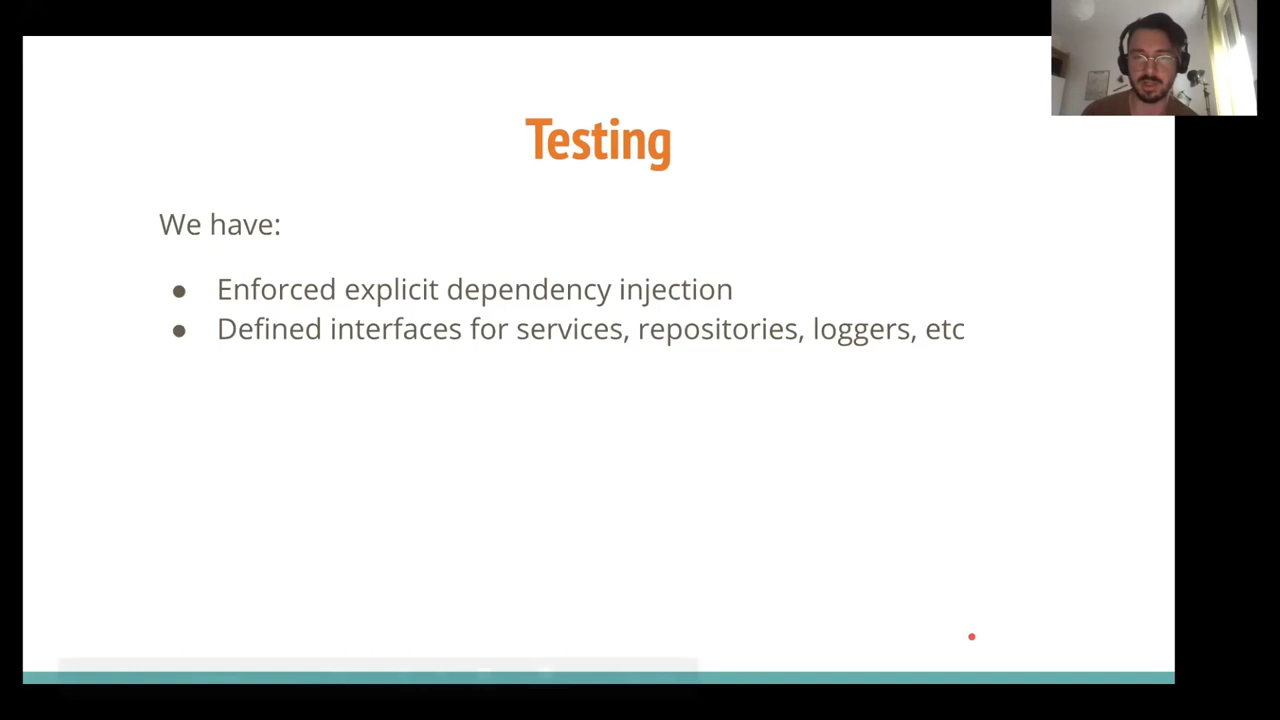 Testing
We have:
● Enforced explicit dependency injection
● Defined interfaces for services, repositories, loggers, etc